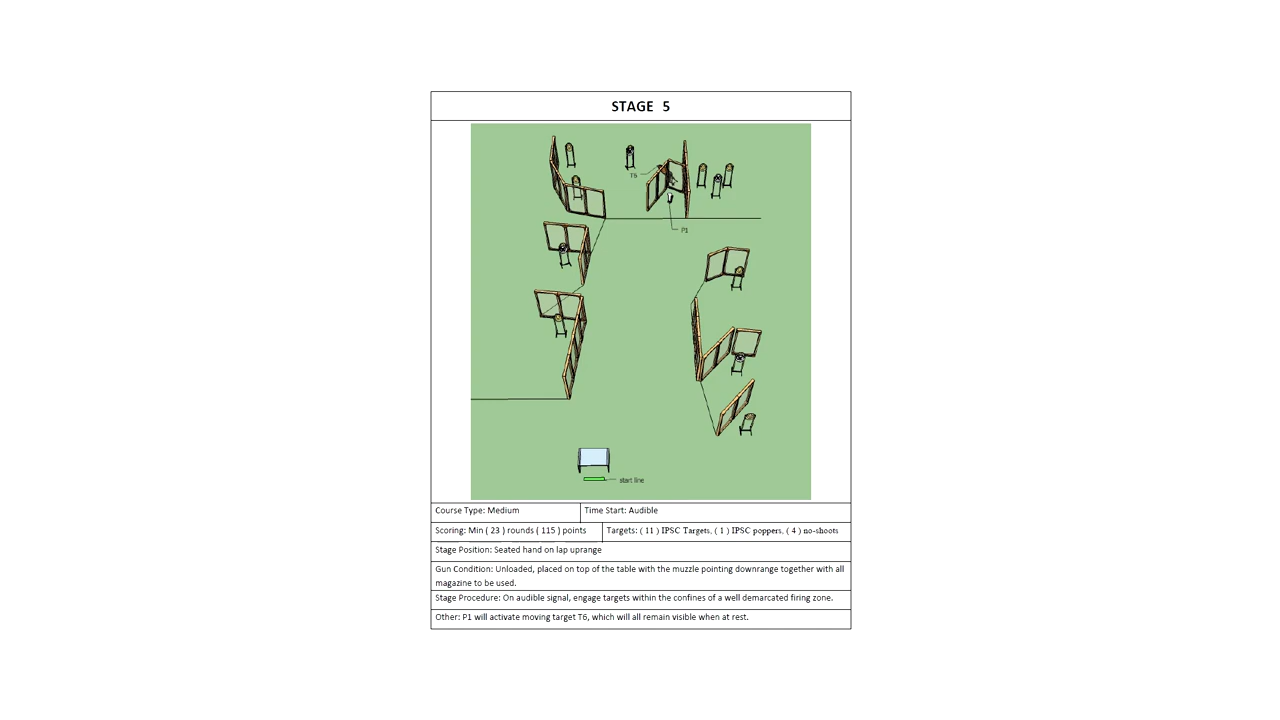 STAGE 5
T6
P1
start line
Course Type: Medium
Time Start: Audible
Scoring: Min ( 23 ) rounds ( 115 ) points
Targets: ( 11 ) IPSC Targets, ( 1 ) IPSC poppers, ( 4 ) no-shoots
Stage Position: Seated hand on lap uprange
Gun Condition: Unloaded, placed on top of the table with the muzzle pointing downrange together with all
magazine to be used.
Stage Procedure: On audible signal, engage targets within the confines of a well demarcated firing zone.
Other: P1 will activate moving target T6, which will all remain visible when at rest.